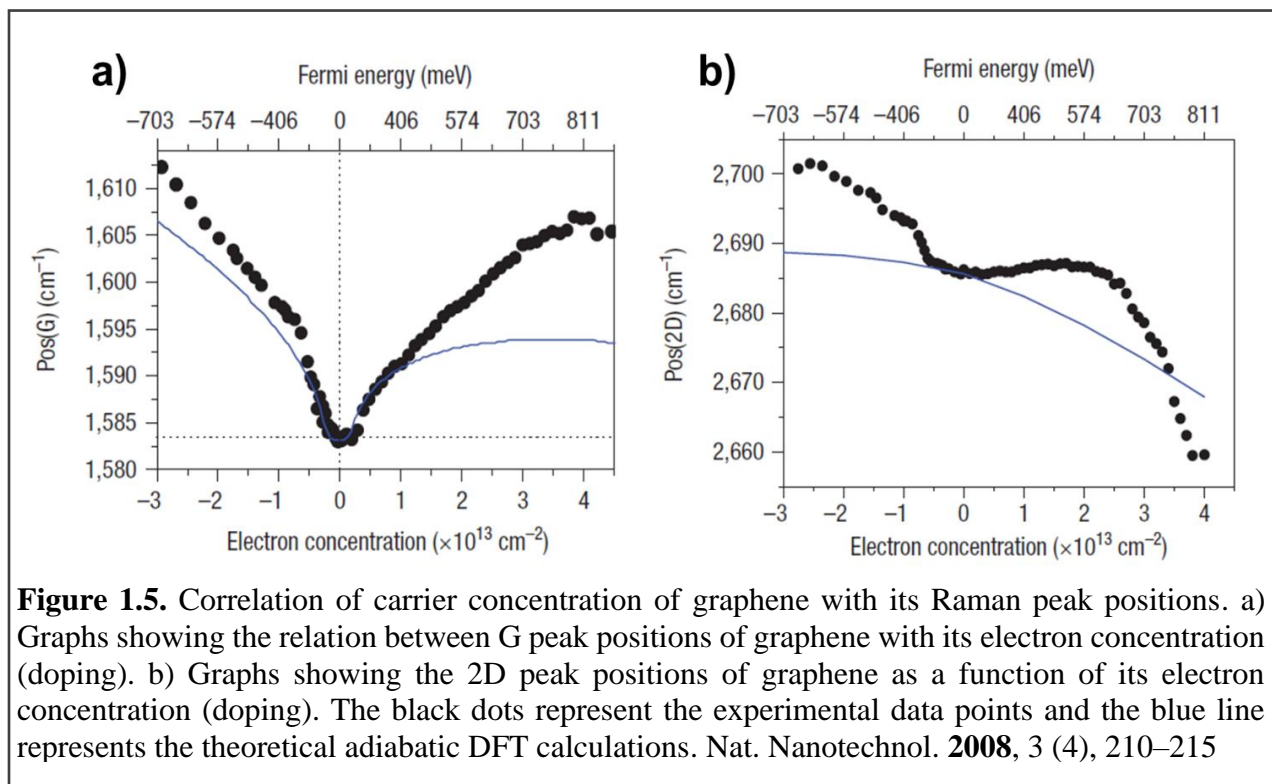 a)
Fermi energy (meV)
−703 −574 −406 0 406 574 703 811
1,610
1,605
1,600
1,595
1,590
1,585
1,580
Pos(G) (cm⁻¹)
−3 −2 −1 0 1 2 3 4
Electron concentration (×10¹³ cm⁻²)
b)
Fermi energy (meV)
−703 −574 −406 0 406 574 703 811
2,700
2,690
2,680
2,670
2,660
Pos(2D) (cm⁻¹)
−3 −2 −1 0 1 2 3 4
Electron concentration (×10¹³ cm⁻²)
Figure 1.5. Correlation of carrier concentration of graphene with its Raman peak positions. a)
Graphs showing the relation between G peak positions of graphene with its electron concentration
(doping). b) Graphs showing the 2D peak positions of graphene as a function of its electron
concentration (doping). The black dots represent the experimental data points and the blue line
represents the theoretical adiabatic DFT calculations. Nat. Nanotechnol. 2008, 3 (4), 210–215